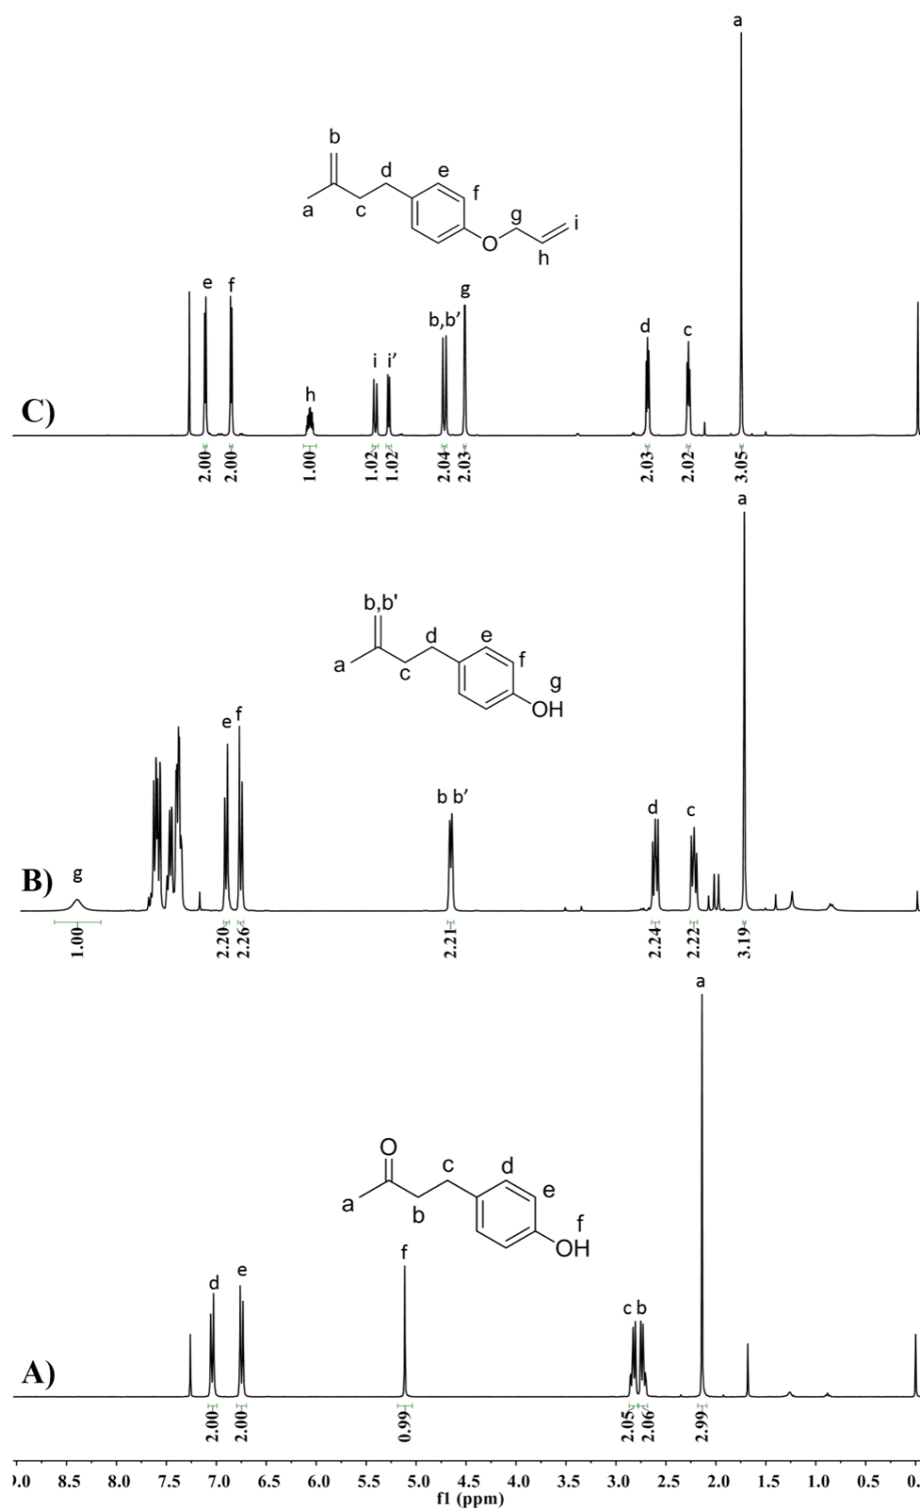 a
b
d
e
f
a
c
g
i
O
h
e
f
g
b,b’
d
c
i
i’
h
C)
2.00
2.00
1.00
1.02
1.02
2.04
2.03
2.03
2.02
3.05
a
b,b'
d
e
f
a
c
g
OH
e
f
b b’
d
c
g
B)
1.00
2.20
2.26
2.21
2.24
2.22
3.19
a
O
c
d
e
a
b
f
OH
d
e
f
c b
A)
2.00
2.00
0.99
2.05
2.06
2.99
8.5 8.0 7.5 7.0 6.5 6.0 5.5 5.0 4.5 4.0 3.5 3.0 2.5 2.0 1.5 1.0 0.5
f1 (ppm)